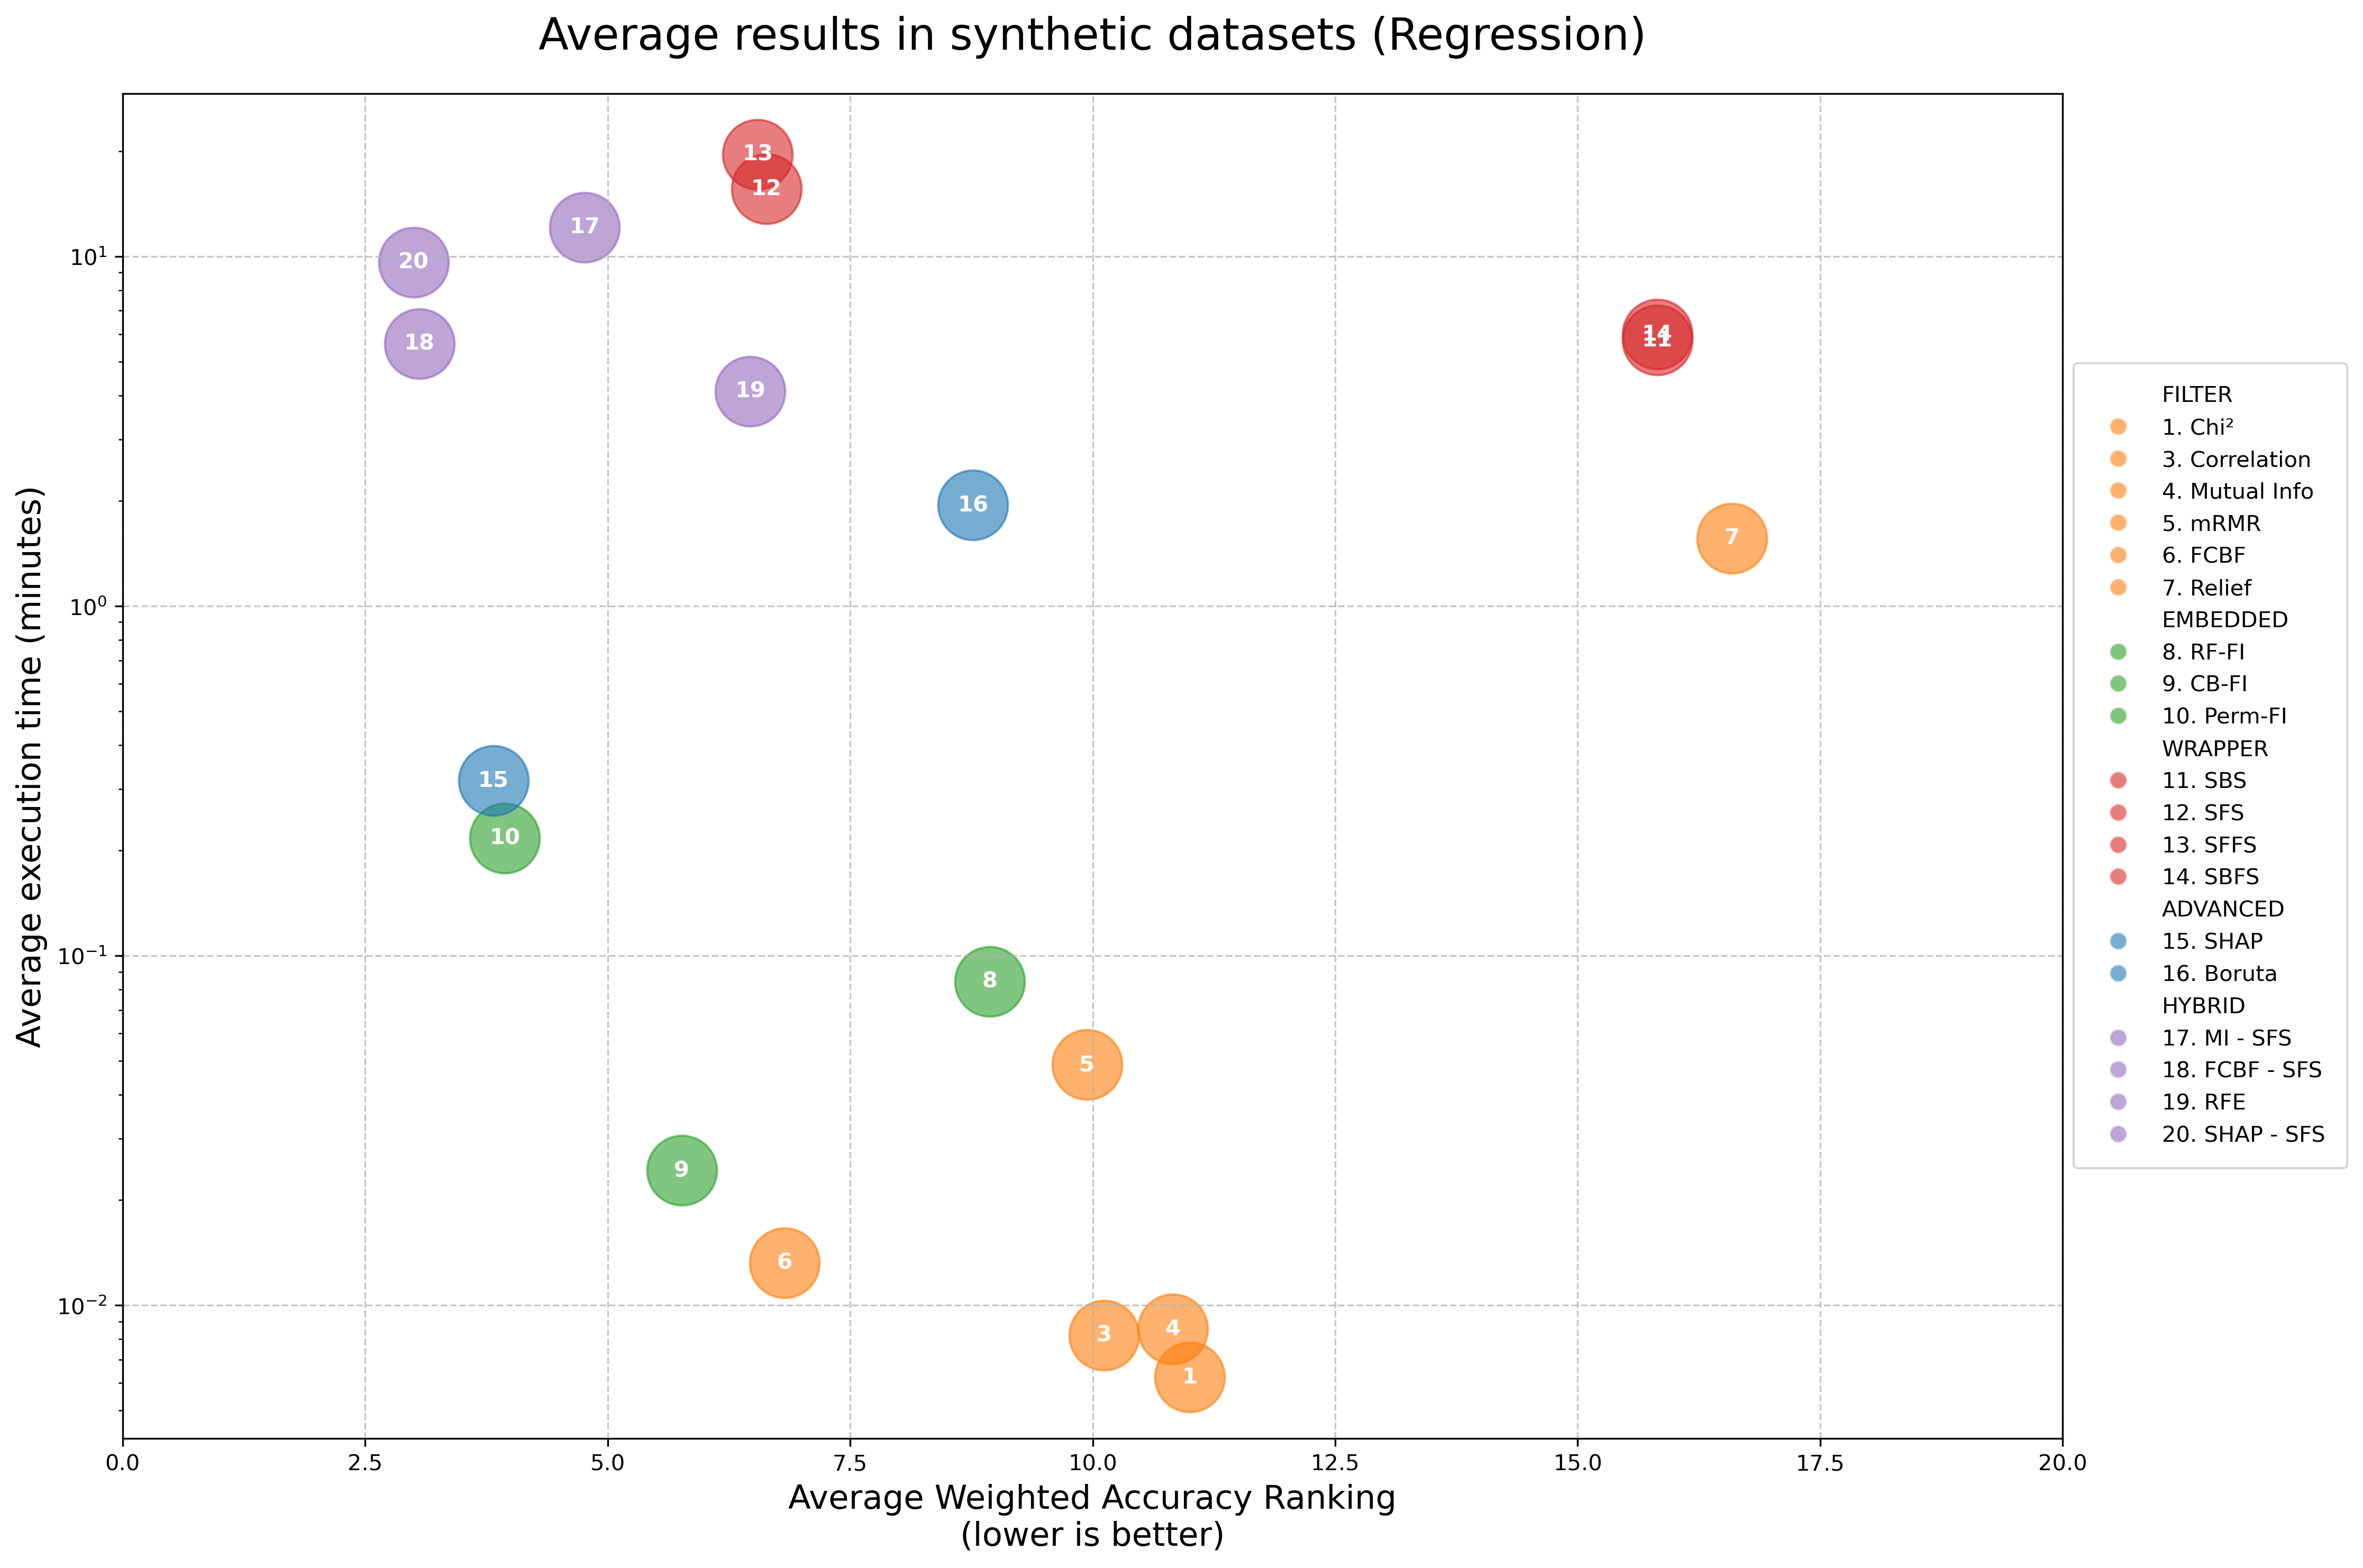 Average results in synthetic datasets (Regression)
Average execution time (minutes)
10¹
10⁰
10⁻¹
10⁻²
13
12
17
20
18
19
14
11
16
7
15
10
8
5
9
6
3
4
1
0.0
2.5
5.0
7.5
10.0
12.5
15.0
17.5
20.0
Average Weighted Accuracy Ranking
(lower is better)
FILTER
1. Chi²
3. Correlation
4. Mutual Info
5. mRMR
6. FCBF
7. Relief
EMBEDDED
8. RF-FI
9. CB-FI
10. Perm-FI
WRAPPER
11. SBS
12. SFS
13. SFFS
14. SBFS
ADVANCED
15. SHAP
16. Boruta
HYBRID
17. MI - SFS
18. FCBF - SFS
19. RFE
20. SHAP - SFS